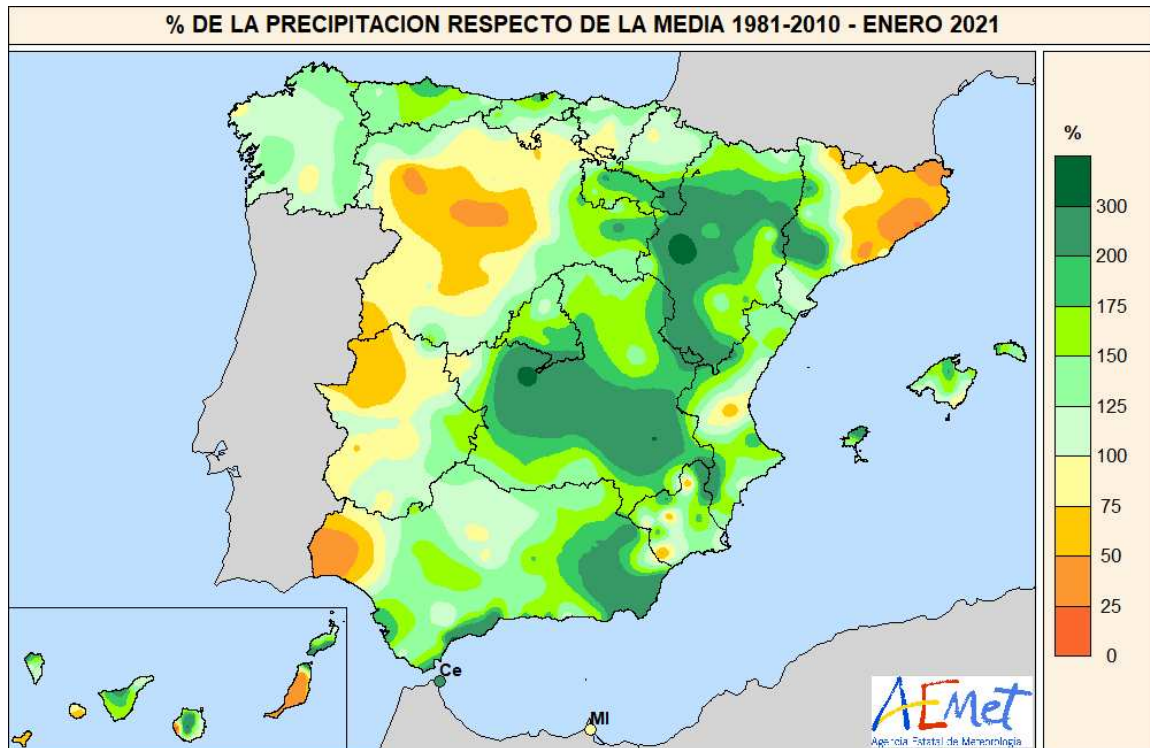 % DE LA PRECIPITACION RESPECTO DE LA MEDIA 1981-2010 - ENERO 2021
%
300
200
175
150
125
100
75
50
25
0
Ce
Ml
AEMet
Agencia Estatal de Meteorología